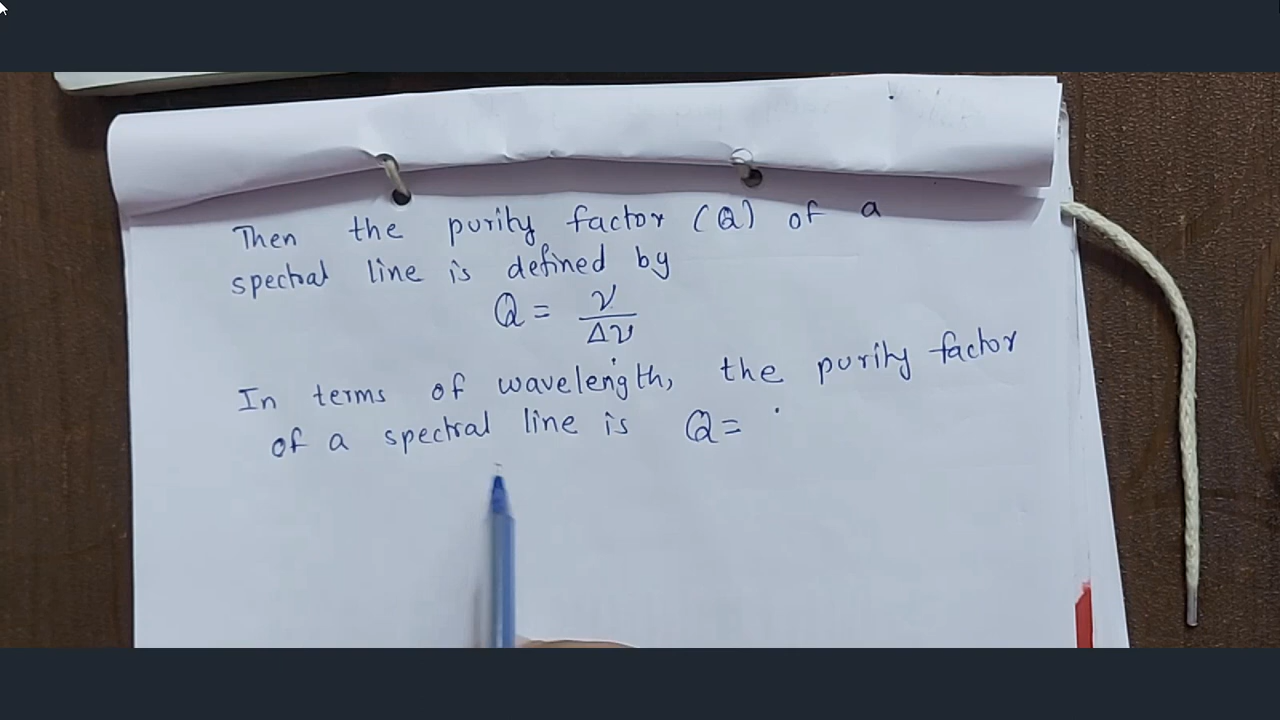 Then the purity factor (Q) of a
spectral line is defined by
Q = ν / Δν
In terms of wavelength, the purity factor
of a spectral line is Q =